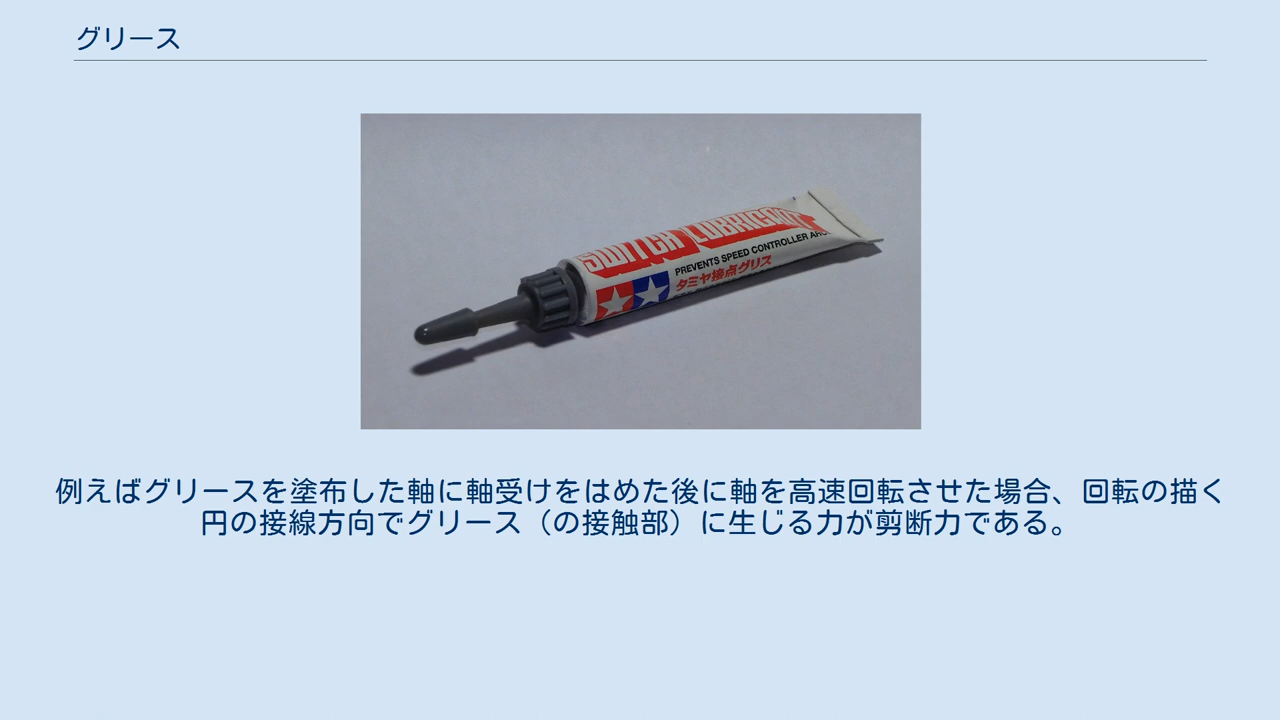 グリース
SWITCH LUBRICANT
PREVENTS SPEED CONTROLLER
タミヤ接点グリス
例えばグリースを塗布した軸に軸受けをはめた後に軸を高速回転させた場合、回転の描く
円の接線方向でグリース（の接触部）に生じる力が剪断力である。